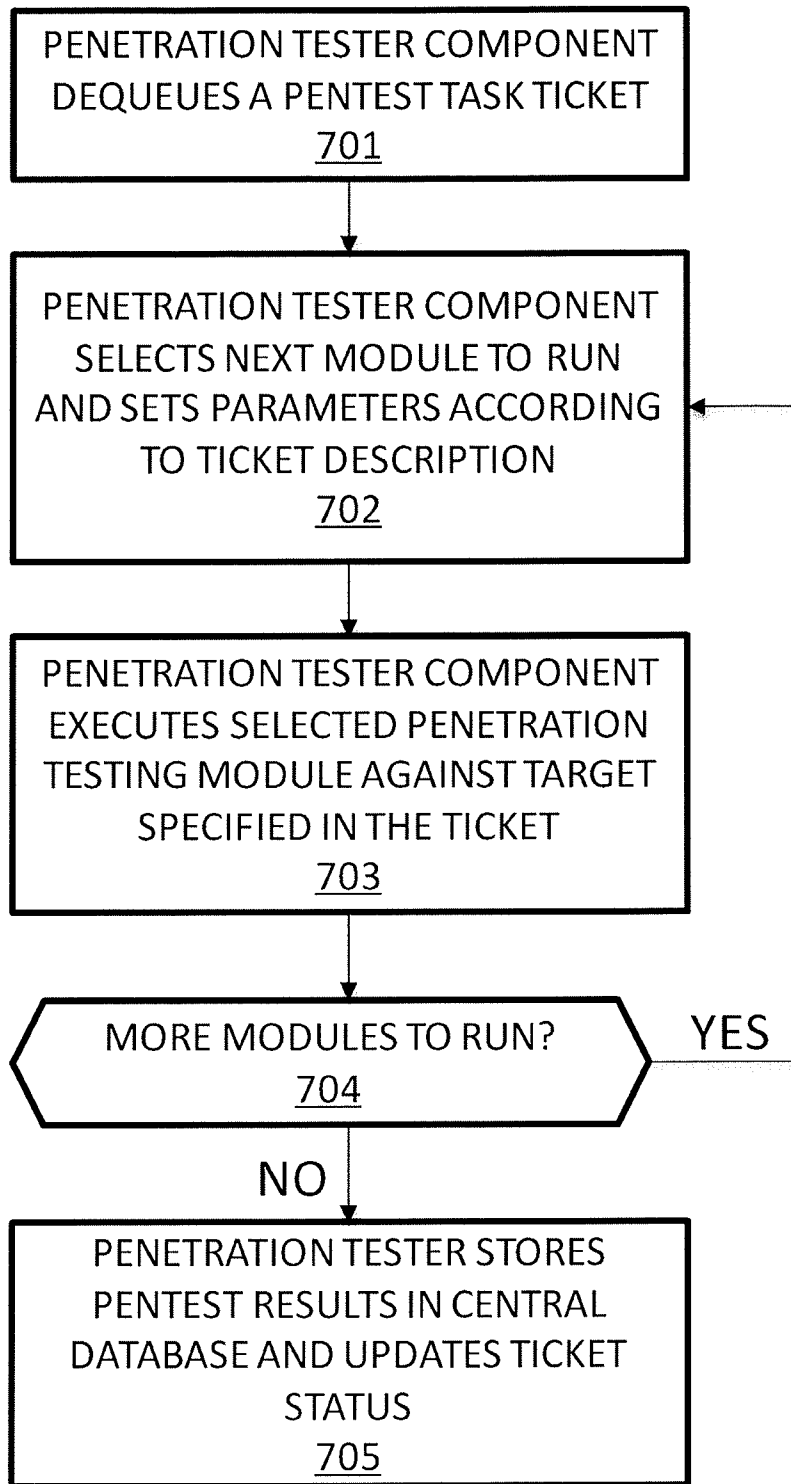 PENETRATION TESTER COMPONENT
DEQUEUES A PENTEST TASK TICKET
701
PENETRATION TESTER COMPONENT
SELECTS NEXT MODULE TO RUN
AND SETS PARAMETERS ACCORDING
TO TICKET DESCRIPTION
702
PENETRATION TESTER COMPONENT
EXECUTES SELECTED PENETRATION
TESTING MODULE AGAINST TARGET
SPECIFIED IN THE TICKET
703
MORE MODULES TO RUN?
704
YES
NO
PENETRATION TESTER STORES
PENTEST RESULTS IN CENTRAL
DATABASE AND UPDATES TICKET
STATUS
705